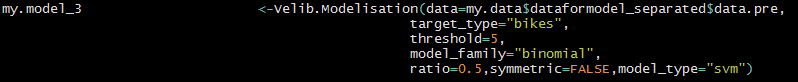 my.model_3 <-Velib.Modelisation(data=my.data$dataformodel_separated$data.pre,
target_type="bikes",
threshold=5,
model_family="binomial",
ratio=0.5,symmetric=FALSE,model_type="svm")